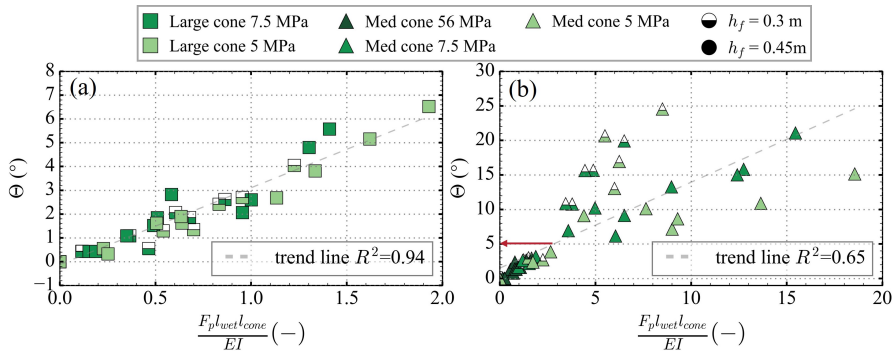 Large cone 7.5 MPa Med cone 56 MPa Med cone 5 MPa h_f = 0.3 m
Large cone 5 MPa Med cone 7.5 MPa h_f = 0.45m
(a)
8
7
6
5
4
3
2
1
0
−1
Θ (°)
trend line R²=0.94
0.0 0.5 1.0 1.5 2.0
F_p l_wet l_cone
EI (−)
(b)
30
25
20
15
10
5
0
Θ (°)
trend line R²=0.65
0 5 10 15 20
F_p l_wet l_cone
EI (−)